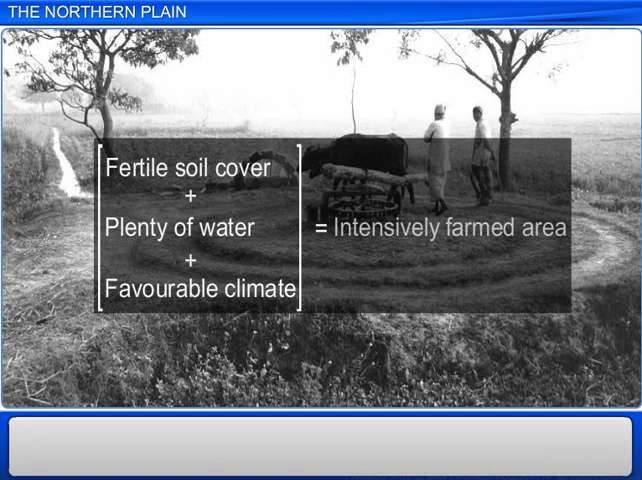 THE NORTHERN PLAIN
Fertile soil cover
+
Plenty of water
= Intensively farmed area
+
Favourable climate